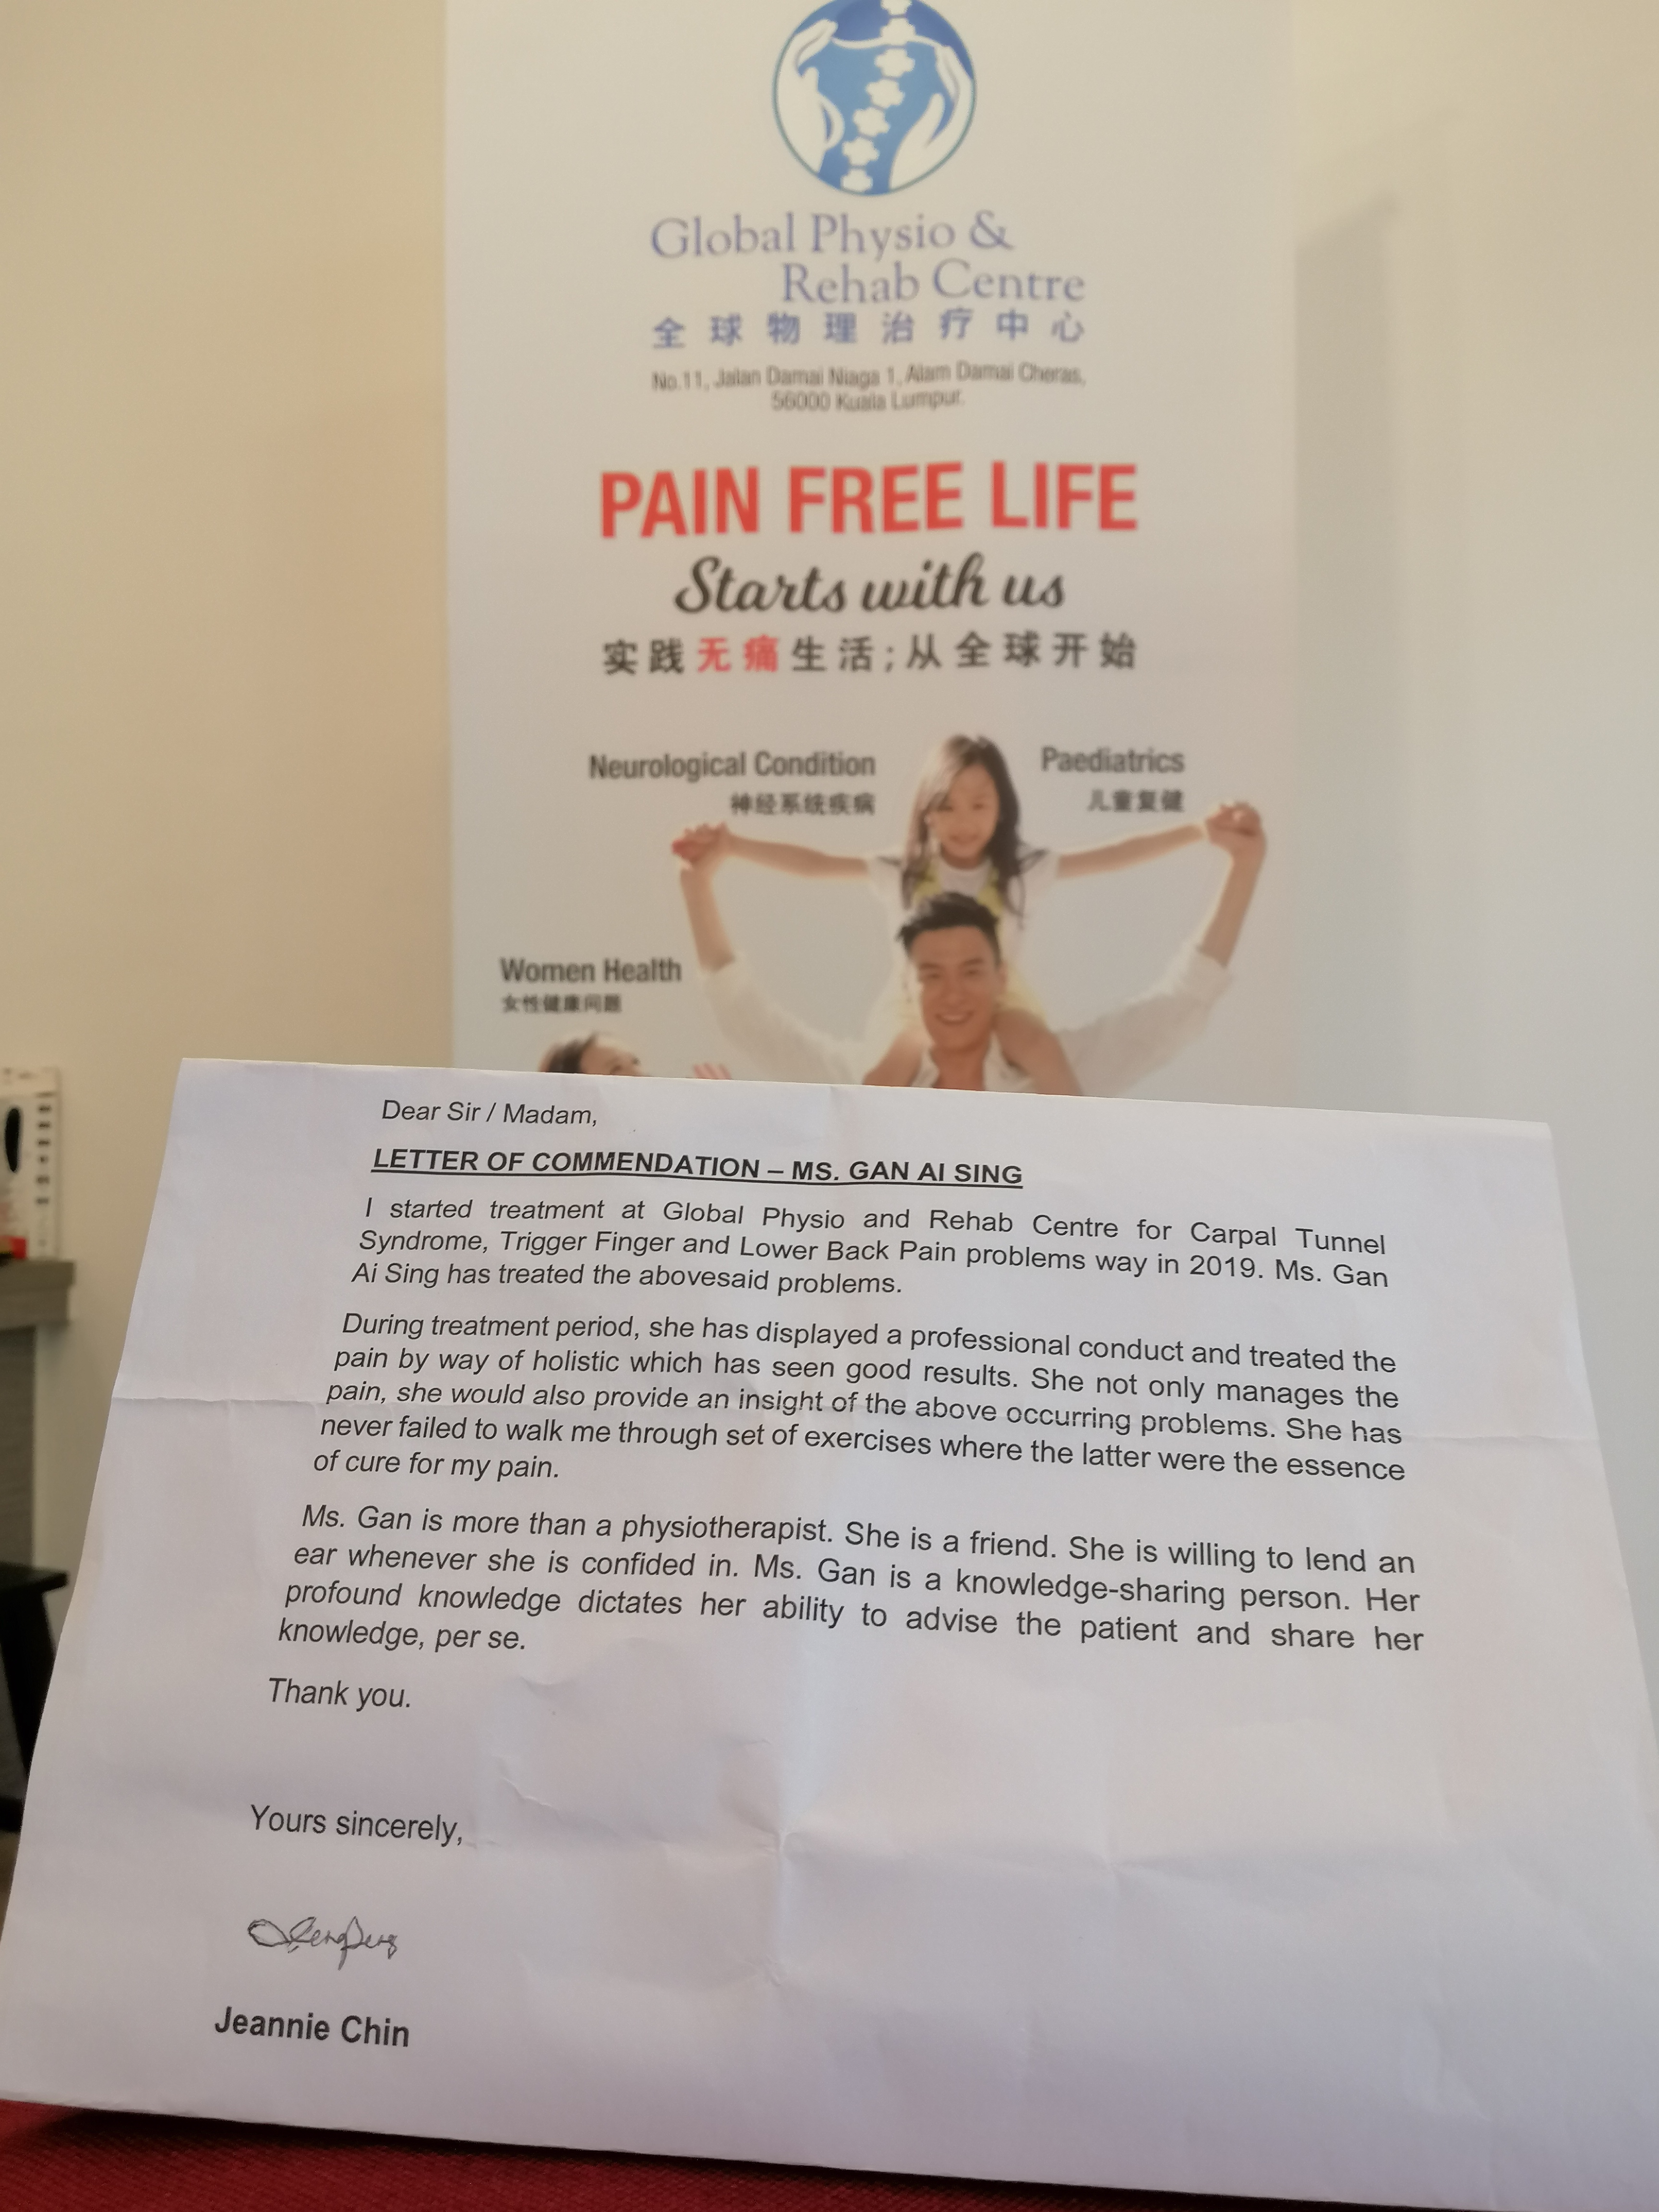 Global Physio &
Rehab Centre
全球物理治疗中心
No.11, Jalan Damai Niaga 1, Alam Damai Cheras,
56000 Kuala Lumpur.
PAIN FREE LIFE
Starts with us
实践无痛生活;从全球开始
Neurological Condition
神经系统疾病
Paediatrics
儿童复健
Women Health
女性健康问题
Dear Sir / Madam,
LETTER OF COMMENDATION – MS. GAN AI SING
I started treatment at Global Physio and Rehab Centre for Carpal Tunnel
Syndrome, Trigger Finger and Lower Back Pain problems way in 2019. Ms. Gan
Ai Sing has treated the abovesaid problems.
During treatment period, she has displayed a professional conduct and treated the
pain by way of holistic which has seen good results. She not only manages the
pain, she would also provide an insight of the above occurring problems. She has
never failed to walk me through set of exercises where the latter were the essence
of cure for my pain.
Ms. Gan is more than a physiotherapist. She is a friend. She is willing to lend an
ear whenever she is confided in. Ms. Gan is a knowledge-sharing person. Her
profound knowledge dictates her ability to advise the patient and share her
knowledge, per se.
Thank you.
Yours sincerely,
Jeannie Chin